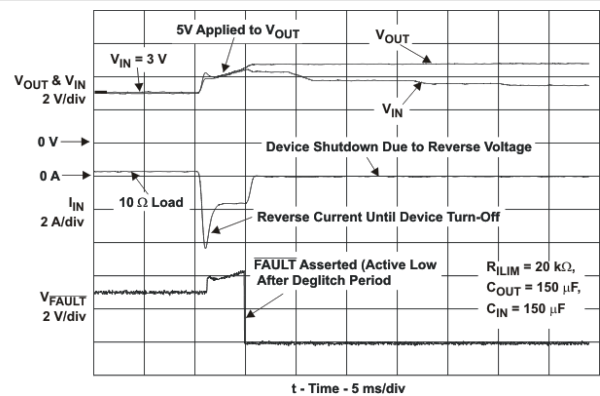 5V Applied to VOUT
VOUT
VIN = 3 V
VOUT & VIN
2 V/div
VIN
0 V
Device Shutdown Due to Reverse Voltage
0 A
10 Ω Load
IIN
2 A/div
Reverse Current Until Device Turn-Off
FAULT Asserted (Active Low
After Deglitch Period
RILIM = 20 kΩ,
COUT = 150 μF,
CIN = 150 μF
VFAULT
2 V/div
t - Time - 5 ms/div